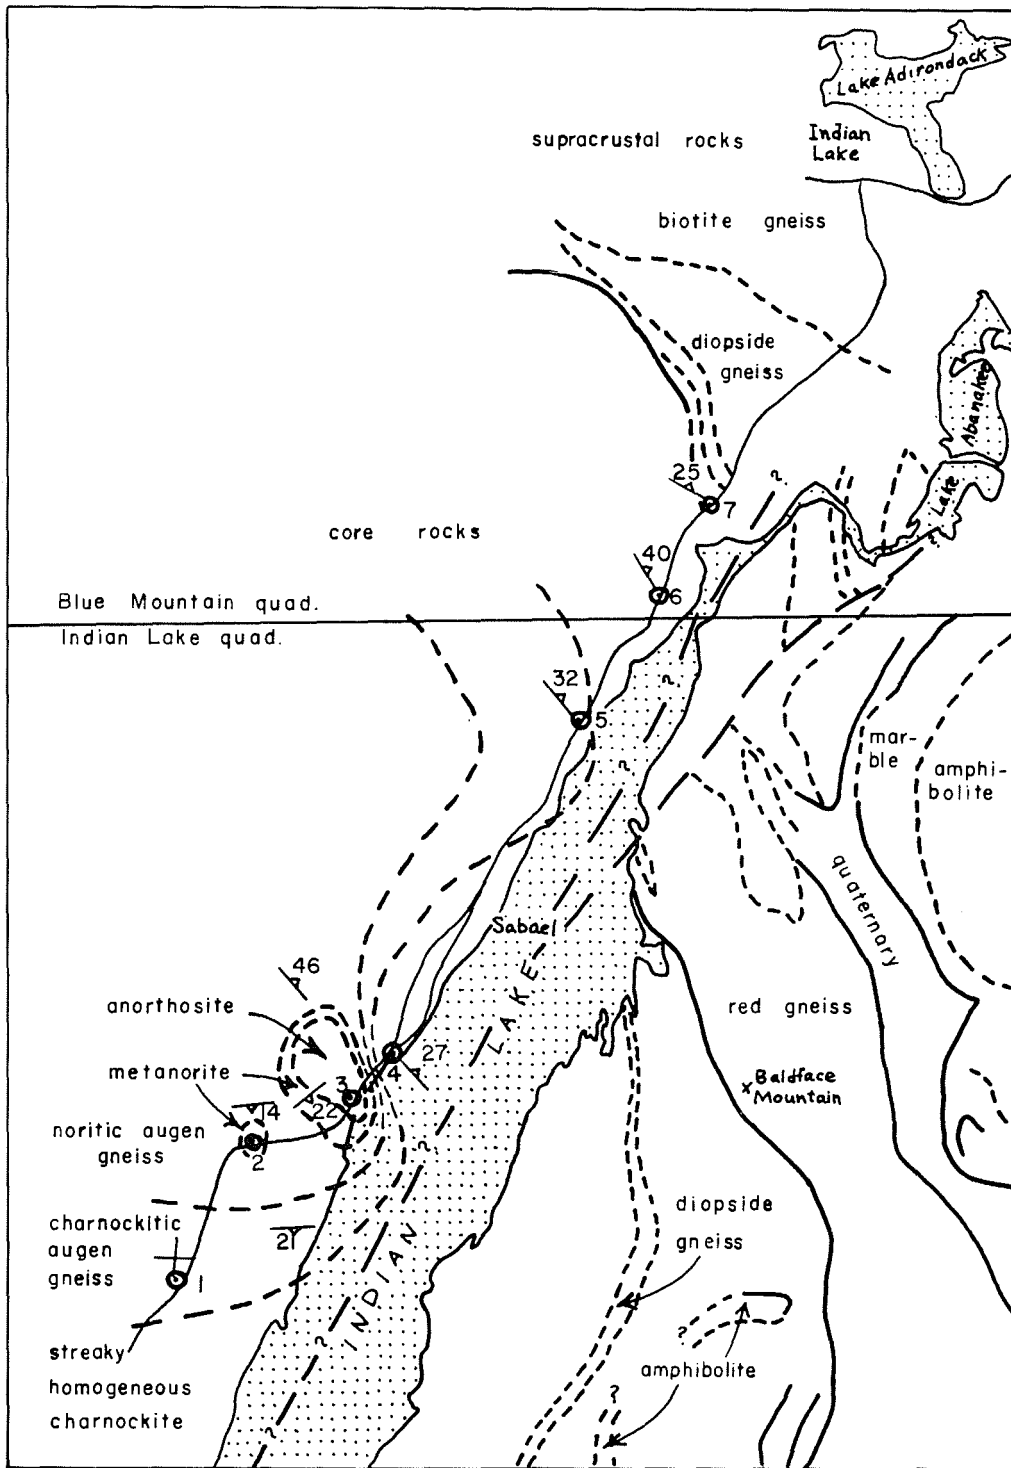 Lake Adirondack
Indian
Lake
supracrustal rocks
biotite gneiss
diopside
gneiss
Abanakee
Lake
25
7
?
core rocks
40
6
?
Blue Mountain quad.
Indian Lake quad.
32
5
?
?
?
mar-
ble
amphi-
bolite
quaternary
Sabael
LAKE
46
anorthosite
red gneiss
27
4
metanorite
3
22
14
Baldface
x Mountain
noritic augen
gneiss
2
?
diopside
gneiss
charnockitic
augen
gneiss
21
1
INDIAN
?
streaky
homogeneous
charnockite
?
amphibolite
?
?